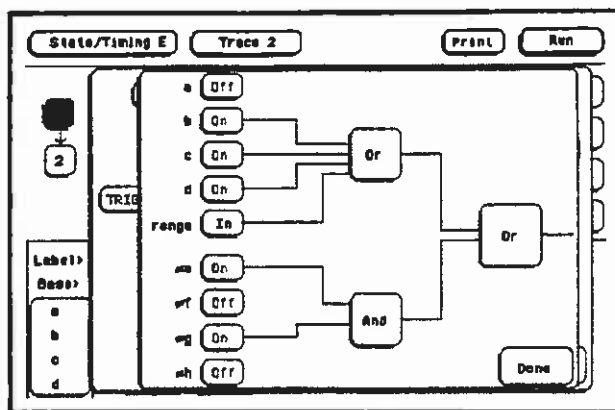 State/Timing E Trace 2 Print Run
a Off
b On
c On
d On
range In
Or
Or
2
TRIG
≠e On
≠f Off
≠g On
≠h Off
And
Label>
Base>
a
b
c
d
Done